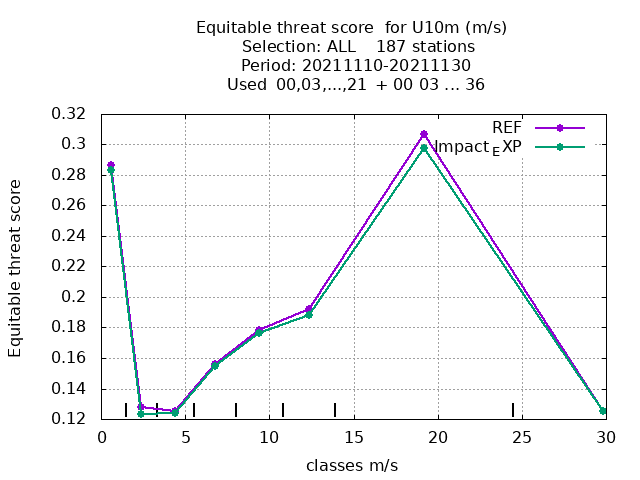 Equitable threat score  for U10m (m/s)
Selection: ALL    187 stations
Period: 20211110-20211130
Used  00,03,...,21  + 00 03 ... 36
REF
Impact_EXP
Equitable threat score
0.32
0.3
0.28
0.26
0.24
0.22
0.2
0.18
0.16
0.14
0.12
0 5 10 15 20 25 30
classes m/s